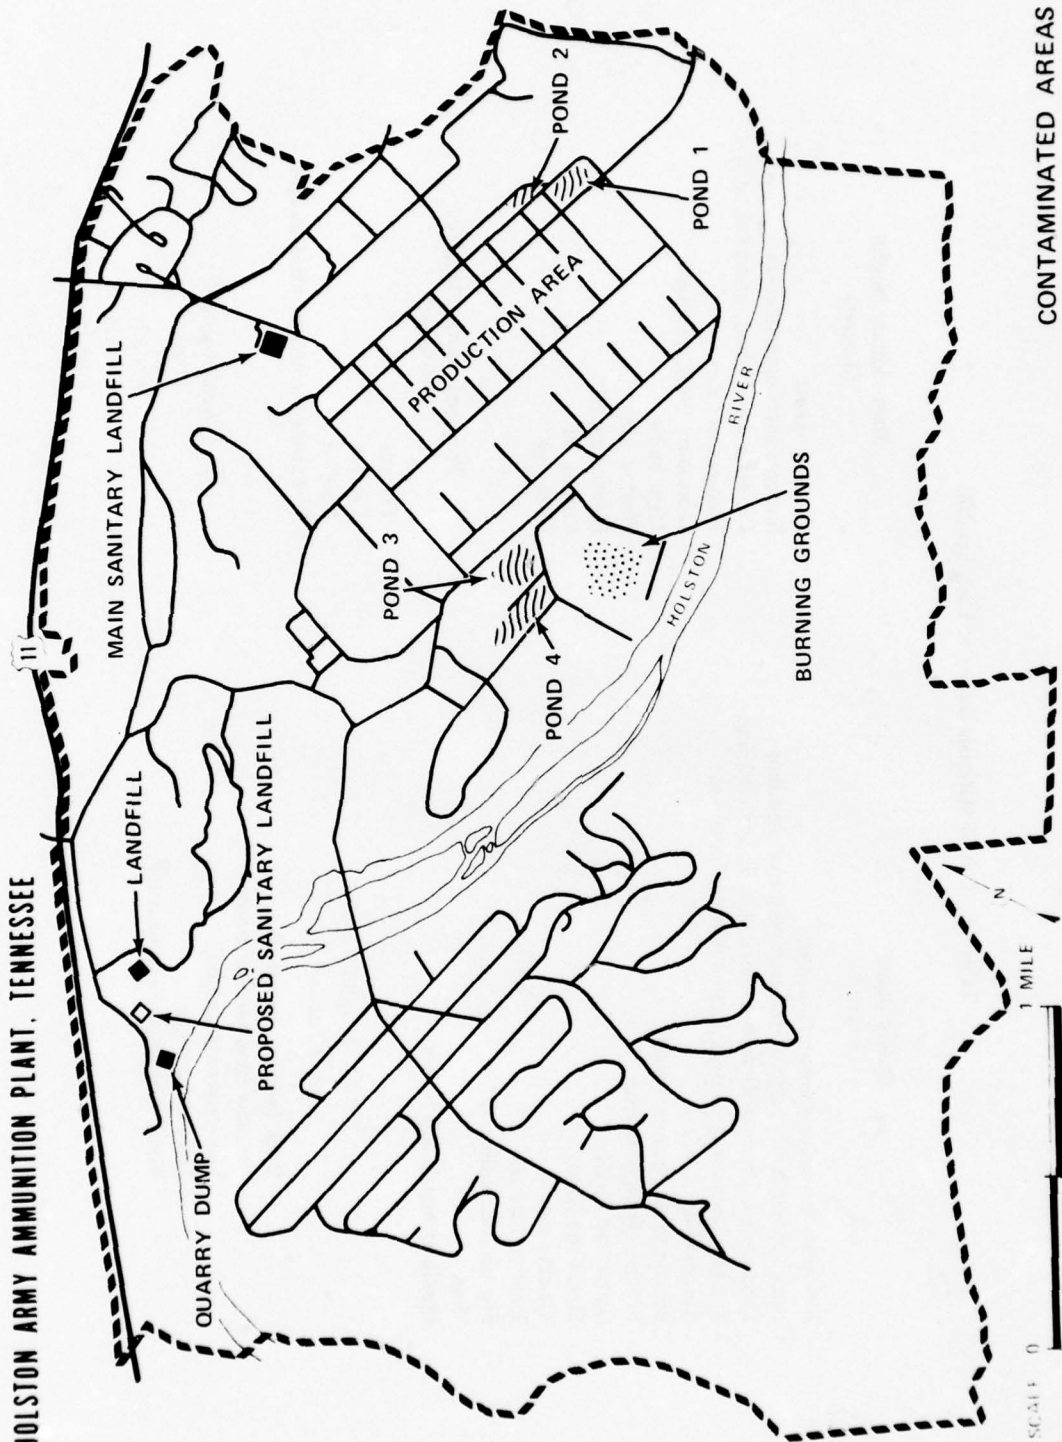 HOLSTON ARMY AMMUNITION PLANT, TENNESSEE
11
MAIN SANITARY LANDFILL
LANDFILL
PROPOSED SANITARY LANDFILL
QUARRY DUMP
POND 2
POND 1
PRODUCTION AREA
POND 3
POND 4
HOLSTON RIVER
BURNING GROUNDS
N
SCALE 0 1 MILE
CONTAMINATED AREAS